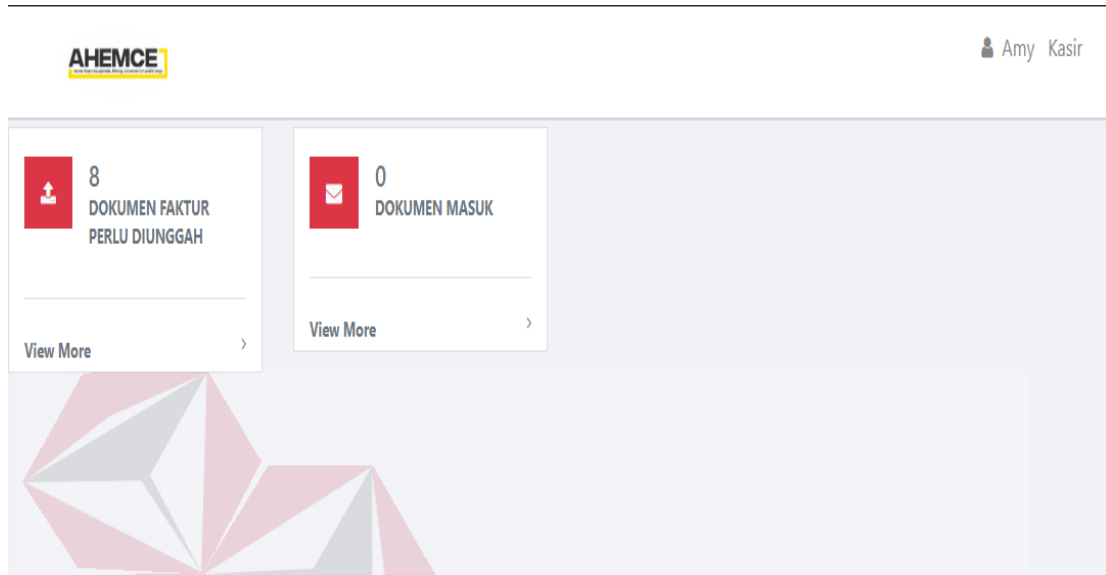 AHEMCE
Amy Kasir
8
DOKUMEN FAKTUR
PERLU DIUNGGAH
View More
0
DOKUMEN MASUK
View More